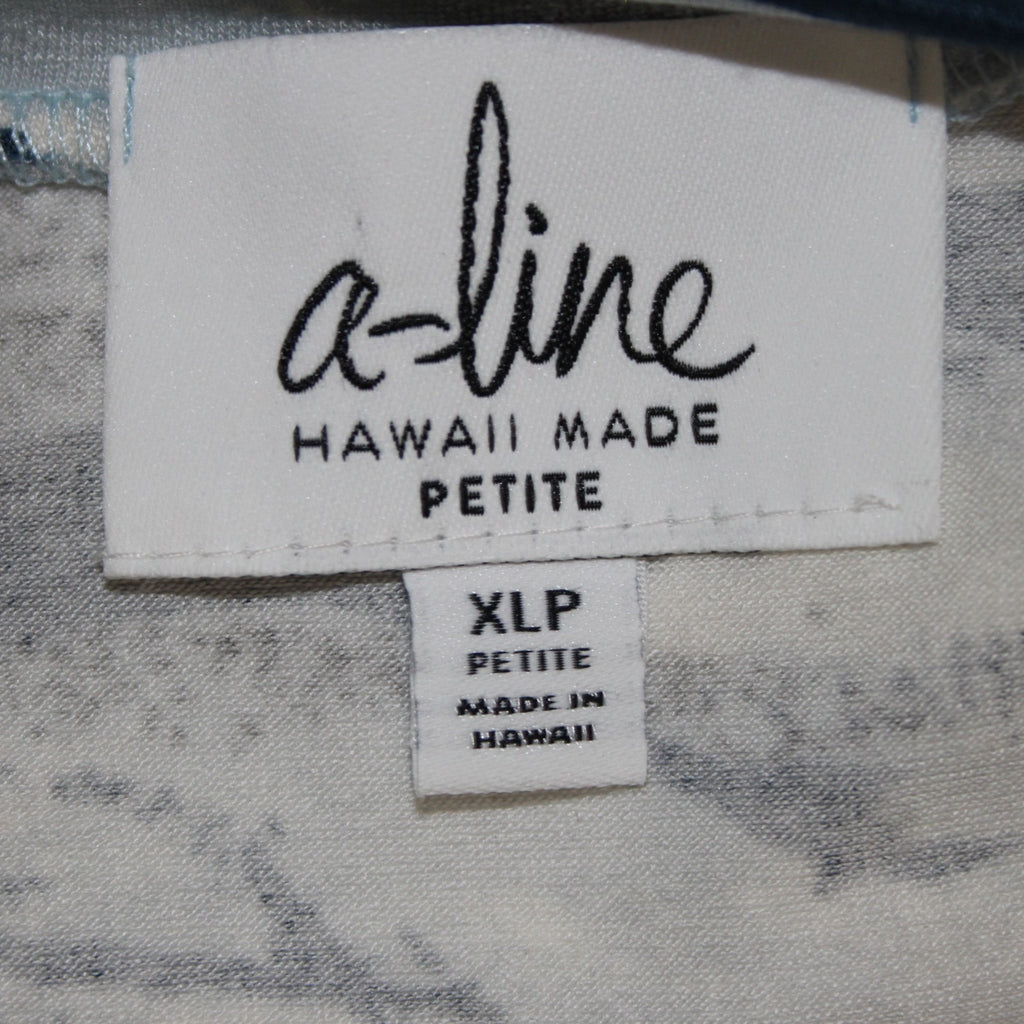 a-line
HAWAII MADE
PETITE
XLP
PETITE
MADE IN
HAWAII